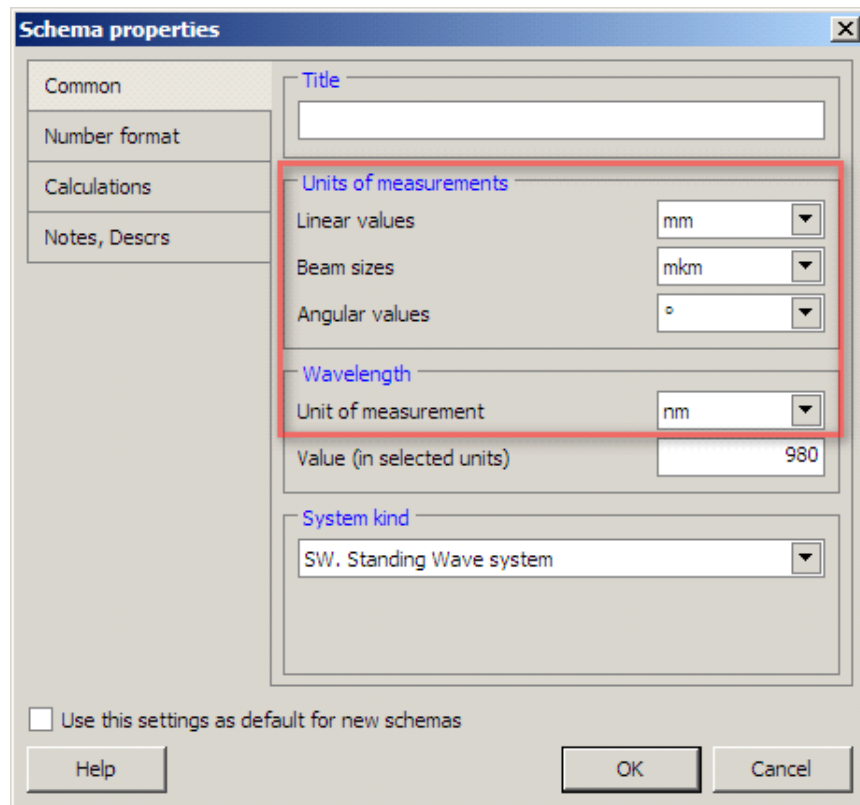 Schema properties
Common
Number format
Calculations
Notes, Descrs
Title
Units of measurements
Linear values mm
Beam sizes mkm
Angular values °
Wavelength
Unit of measurement nm
Value (in selected units) 980
System kind
SW. Standing Wave system
Use this settings as default for new schemas
Help OK Cancel